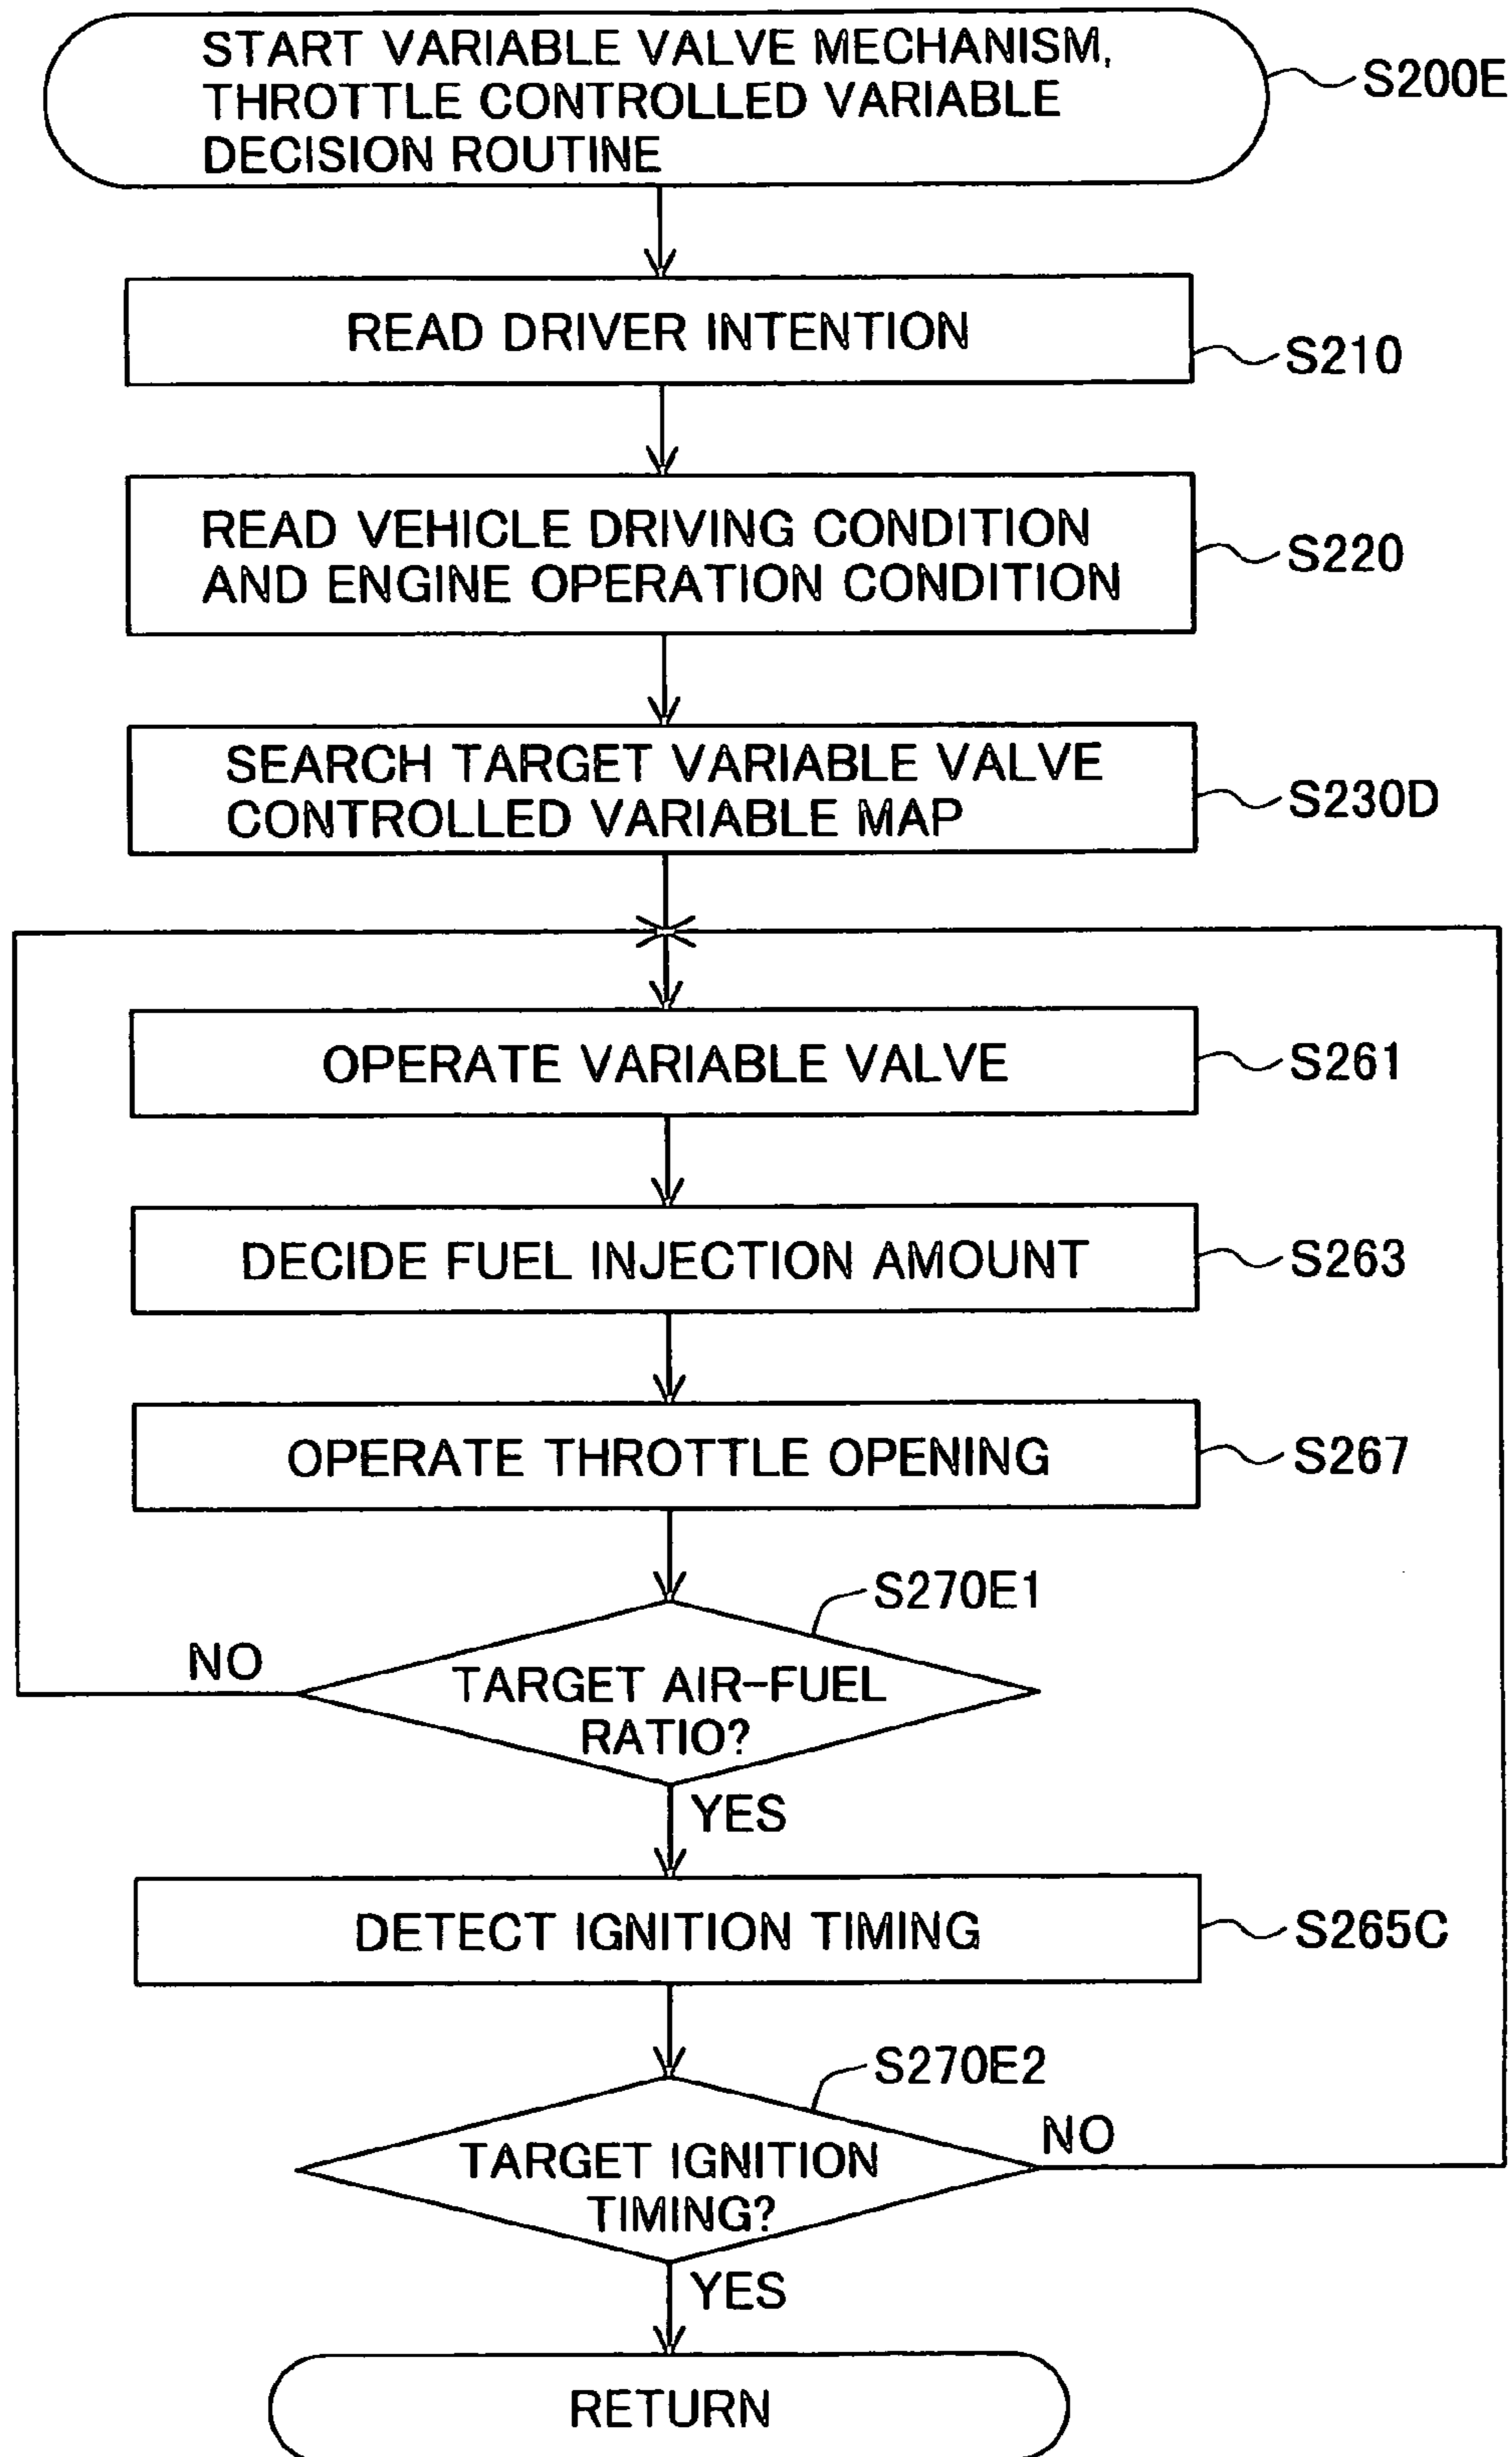 START VARIABLE VALVE MECHANISM,
THROTTLE CONTROLLED VARIABLE
DECISION ROUTINE
S200E
READ DRIVER INTENTION
S210
READ VEHICLE DRIVING CONDITION
AND ENGINE OPERATION CONDITION
S220
SEARCH TARGET VARIABLE VALVE
CONTROLLED VARIABLE MAP
S230D
OPERATE VARIABLE VALVE
S261
DECIDE FUEL INJECTION AMOUNT
S263
OPERATE THROTTLE OPENING
S267
S270E1
NO
TARGET AIR-FUEL
RATIO?
YES
DETECT IGNITION TIMING
S265C
S270E2
NO
TARGET IGNITION
TIMING?
YES
RETURN